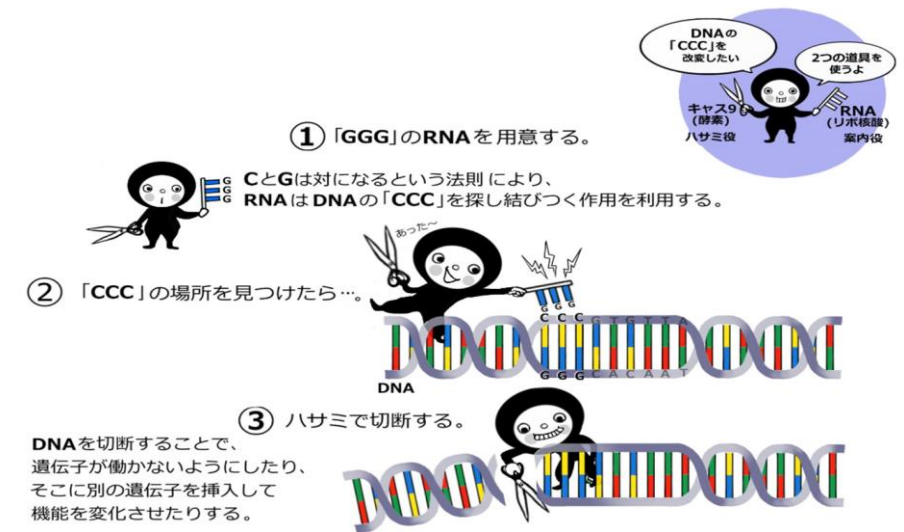 DNAの
「CCC」を
改変したい
2つの道具を
使うよ
キャス9
(酵素)
ハサミ役
RNA
(リボ核酸)
案内役
① 「GGG」のRNAを用意する。
G
G
G
CとGは対になるという法則により、
RNAはDNAの「CCC」を探し結びつく作用を利用する。
あった〜
② 「CCC」の場所を見つけたら…。
G G G
C C C G T G T T A
G G G C A C A A T
DNA
③ ハサミで切断する。
DNAを切断することで、
遺伝子が働かないようにしたり、
そこに別の遺伝子を挿入して
機能を変化させたりする。